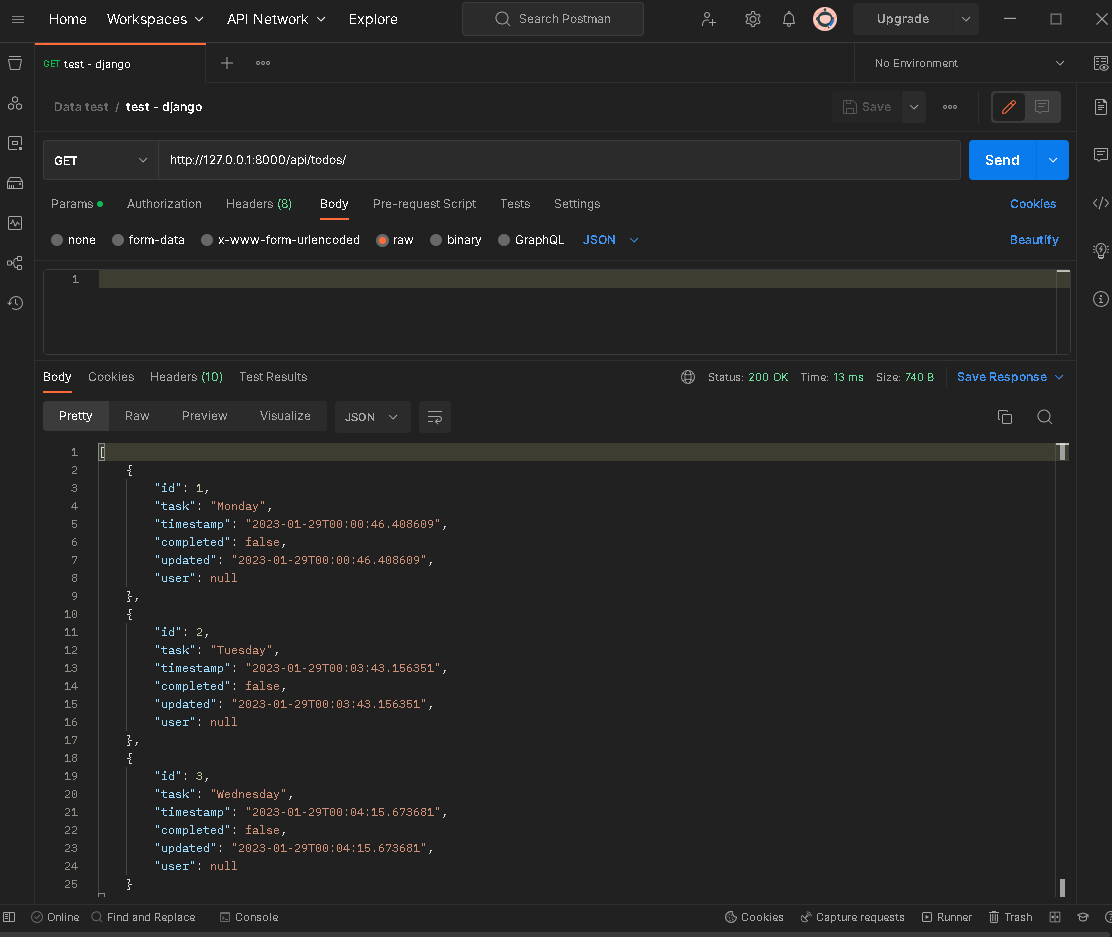 Home Workspaces API Network Explore Search Postman Upgrade
GET test - django No Environment
Data test / test - django Save
GET http://127.0.0.1:8000/api/todos/ Send
Params Authorization Headers (8) Body Pre-request Script Tests Settings Cookies
none form-data x-www-form-urlencoded raw binary GraphQL JSON Beautify
1
Body Cookies Headers (10) Test Results Status: 200 OK Time: 13 ms Size: 740 B Save Response
Pretty Raw Preview Visualize JSON
1 [
2 {
3 "id": 1,
4 "task": "Monday",
5 "timestamp": "2023-01-29T00:00:46.408609",
6 "completed": false,
7 "updated": "2023-01-29T00:00:46.408609",
8 "user": null
9 },
10 {
11 "id": 2,
12 "task": "Tuesday",
13 "timestamp": "2023-01-29T00:03:43.156351",
14 "completed": false,
15 "updated": "2023-01-29T00:03:43.156351",
16 "user": null
17 },
18 {
19 "id": 3,
20 "task": "Wednesday",
21 "timestamp": "2023-01-29T00:04:15.673681",
22 "completed": false,
23 "updated": "2023-01-29T00:04:15.673681",
24 "user": null
25 }
Online Find and Replace Console Cookies Capture requests Runner Trash